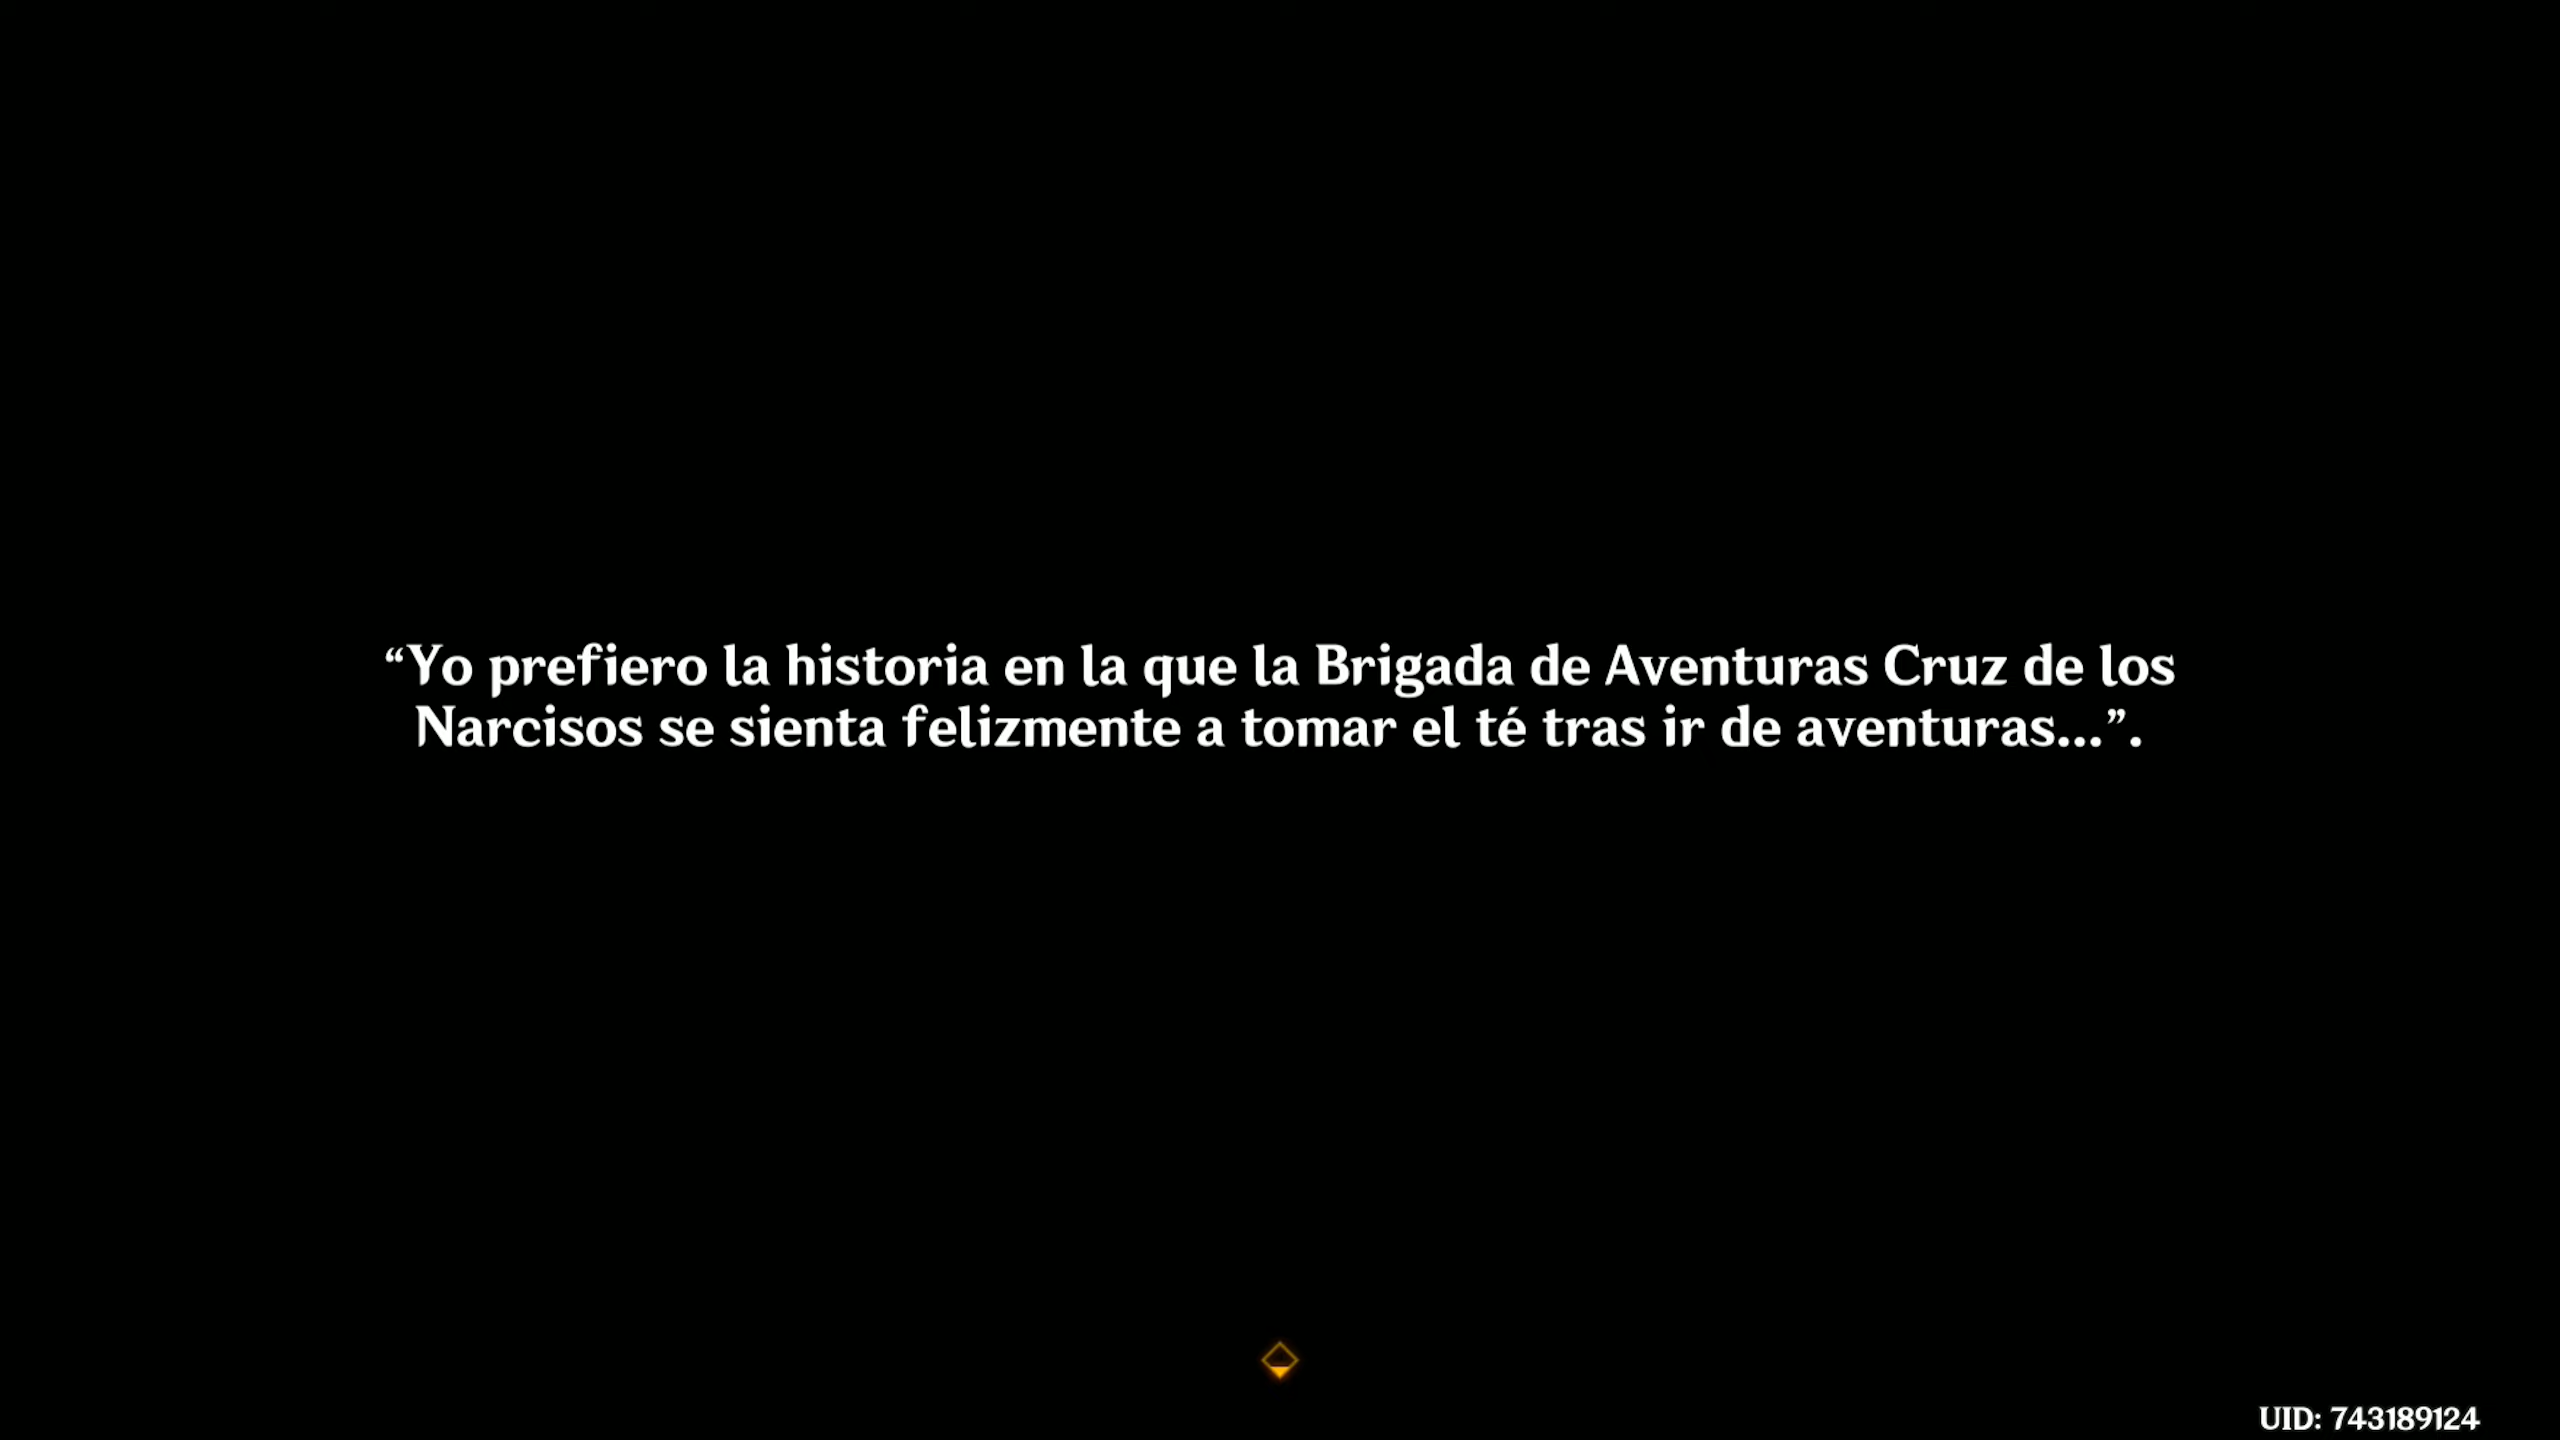 “Yo prefiero la historia en la que la Brigada de Aventuras Cruz de los
Narcisos se sienta felizmente a tomar el té tras ir de aventuras...”.
UID: 743189124